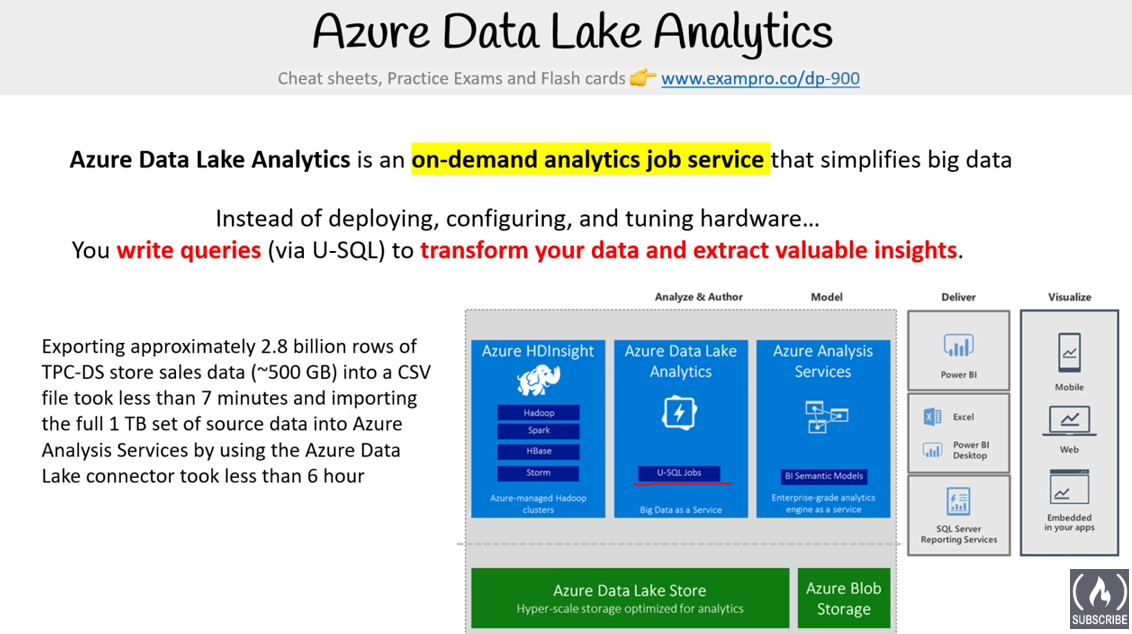 Azure Data Lake Analytics
Cheat sheets, Practice Exams and Flash cards 👉 www.exampro.co/dp-900
Azure Data Lake Analytics is an on-demand analytics job service that simplifies big data
Instead of deploying, configuring, and tuning hardware…
You write queries (via U-SQL) to transform your data and extract valuable insights.
Exporting approximately 2.8 billion rows of
TPC-DS store sales data (~500 GB) into a CSV
file took less than 7 minutes and importing
the full 1 TB set of source data into Azure
Analysis Services by using the Azure Data
Lake connector took less than 6 hour
Analyze & Author
Model
Deliver
Visualize
Azure HDInsight
Hadoop
Spark
HBase
Storm
Azure-managed Hadoop
clusters
Azure Data Lake
Analytics
U-SQL Jobs
Big Data as a Service
Azure Analysis
Services
BI Semantic Models
Enterprise-grade analytics
engine as a service
Power BI
Excel
Power BI
Desktop
SQL Server
Reporting Services
Mobile
Web
Embedded
in your apps
Azure Data Lake Store
Hyper-scale storage optimized for analytics
Azure Blob
Storage
SUBSCRIBE